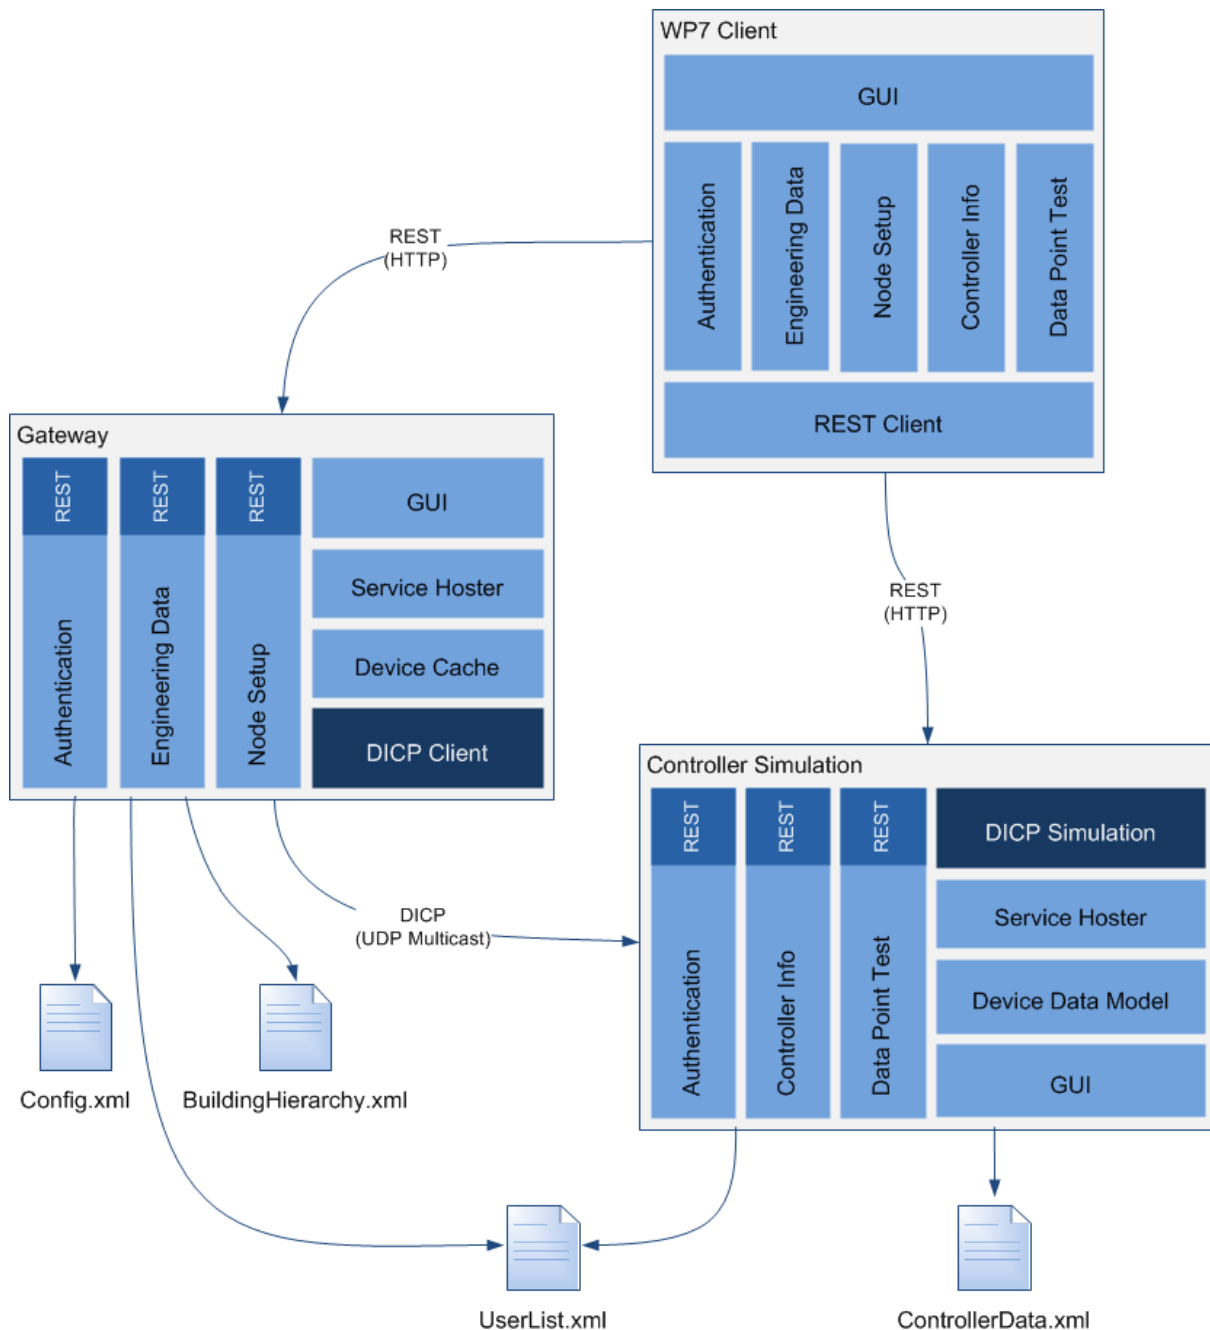 WP7 Client
GUI
Authentication
Engineering Data
Node Setup
Controller Info
Data Point Test
REST Client
REST
(HTTP)
REST
(HTTP)
Gateway
REST
REST
REST
Authentication
Engineering Data
Node Setup
GUI
Service Hoster
Device Cache
DICP Client
DICP
(UDP Multicast)
Controller Simulation
REST
REST
REST
Authentication
Controller Info
Data Point Test
DICP Simulation
Service Hoster
Device Data Model
GUI
Config.xml
BuildingHierarchy.xml
UserList.xml
ControllerData.xml